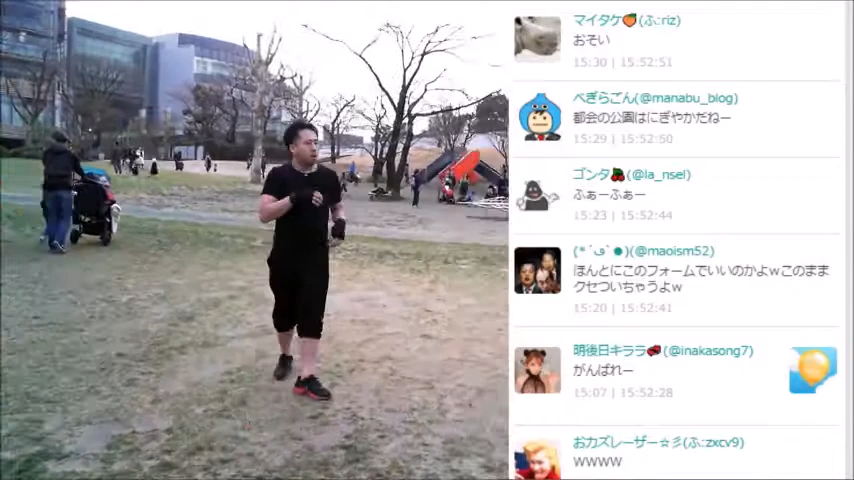 マイタケ🍊(ふ:riz)
おそい
15:30 | 15:52:51
べぎらごん(@manabu_blog)
都会の公園はにぎやかだねー
15:29 | 15:52:50
ゴンタ🍒(@la_nsel)
ふぁーふぁー
15:23 | 15:52:44
(*´ڡ`●)(@maoism52)
ほんとにこのフォームでいいのかよwこのまま
クセついちゃうよw
15:20 | 15:52:41
明後日キララ(@inakasong7)
がんばれー
15:07 | 15:52:28
おカズレーザー☆彡(ふ:zxcv9)
wwww